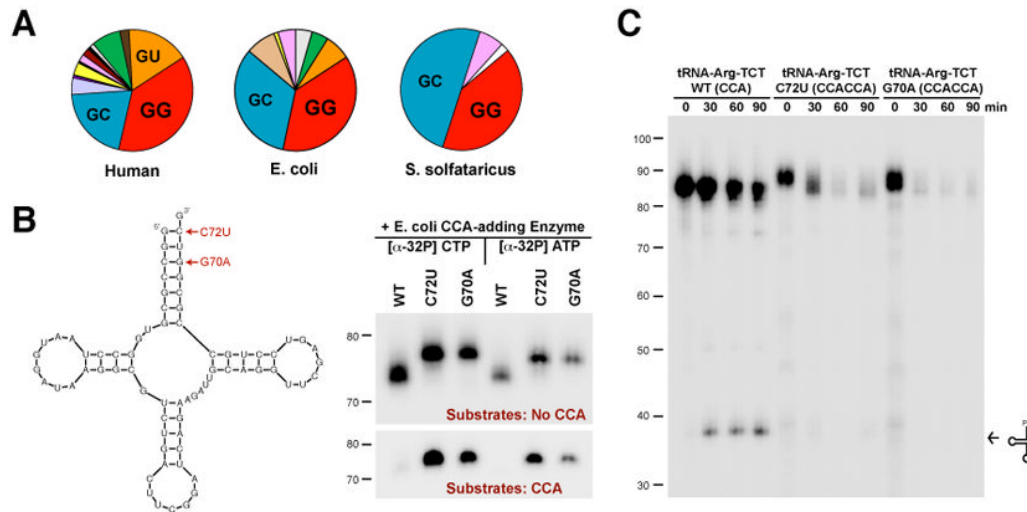 A
GU
GC
GG
Human
GC
GG
E. coli
GC
GG
S. solfataricus
B
5'
3'
C72U
G70A
+ E. coli CCA-adding Enzyme
[α-32P] CTP [α-32P] ATP
WT C72U G70A WT C72U G70A
80
70
Substrates: No CCA
80
70
Substrates: CCA
C
tRNA-Arg-TCT tRNA-Arg-TCT tRNA-Arg-TCT
WT (CCA) C72U (CCACCA) G70A (CCACCA)
0 30 60 90 0 30 60 90 0 30 60 90 min
100
90
80
70
60
50
40
30